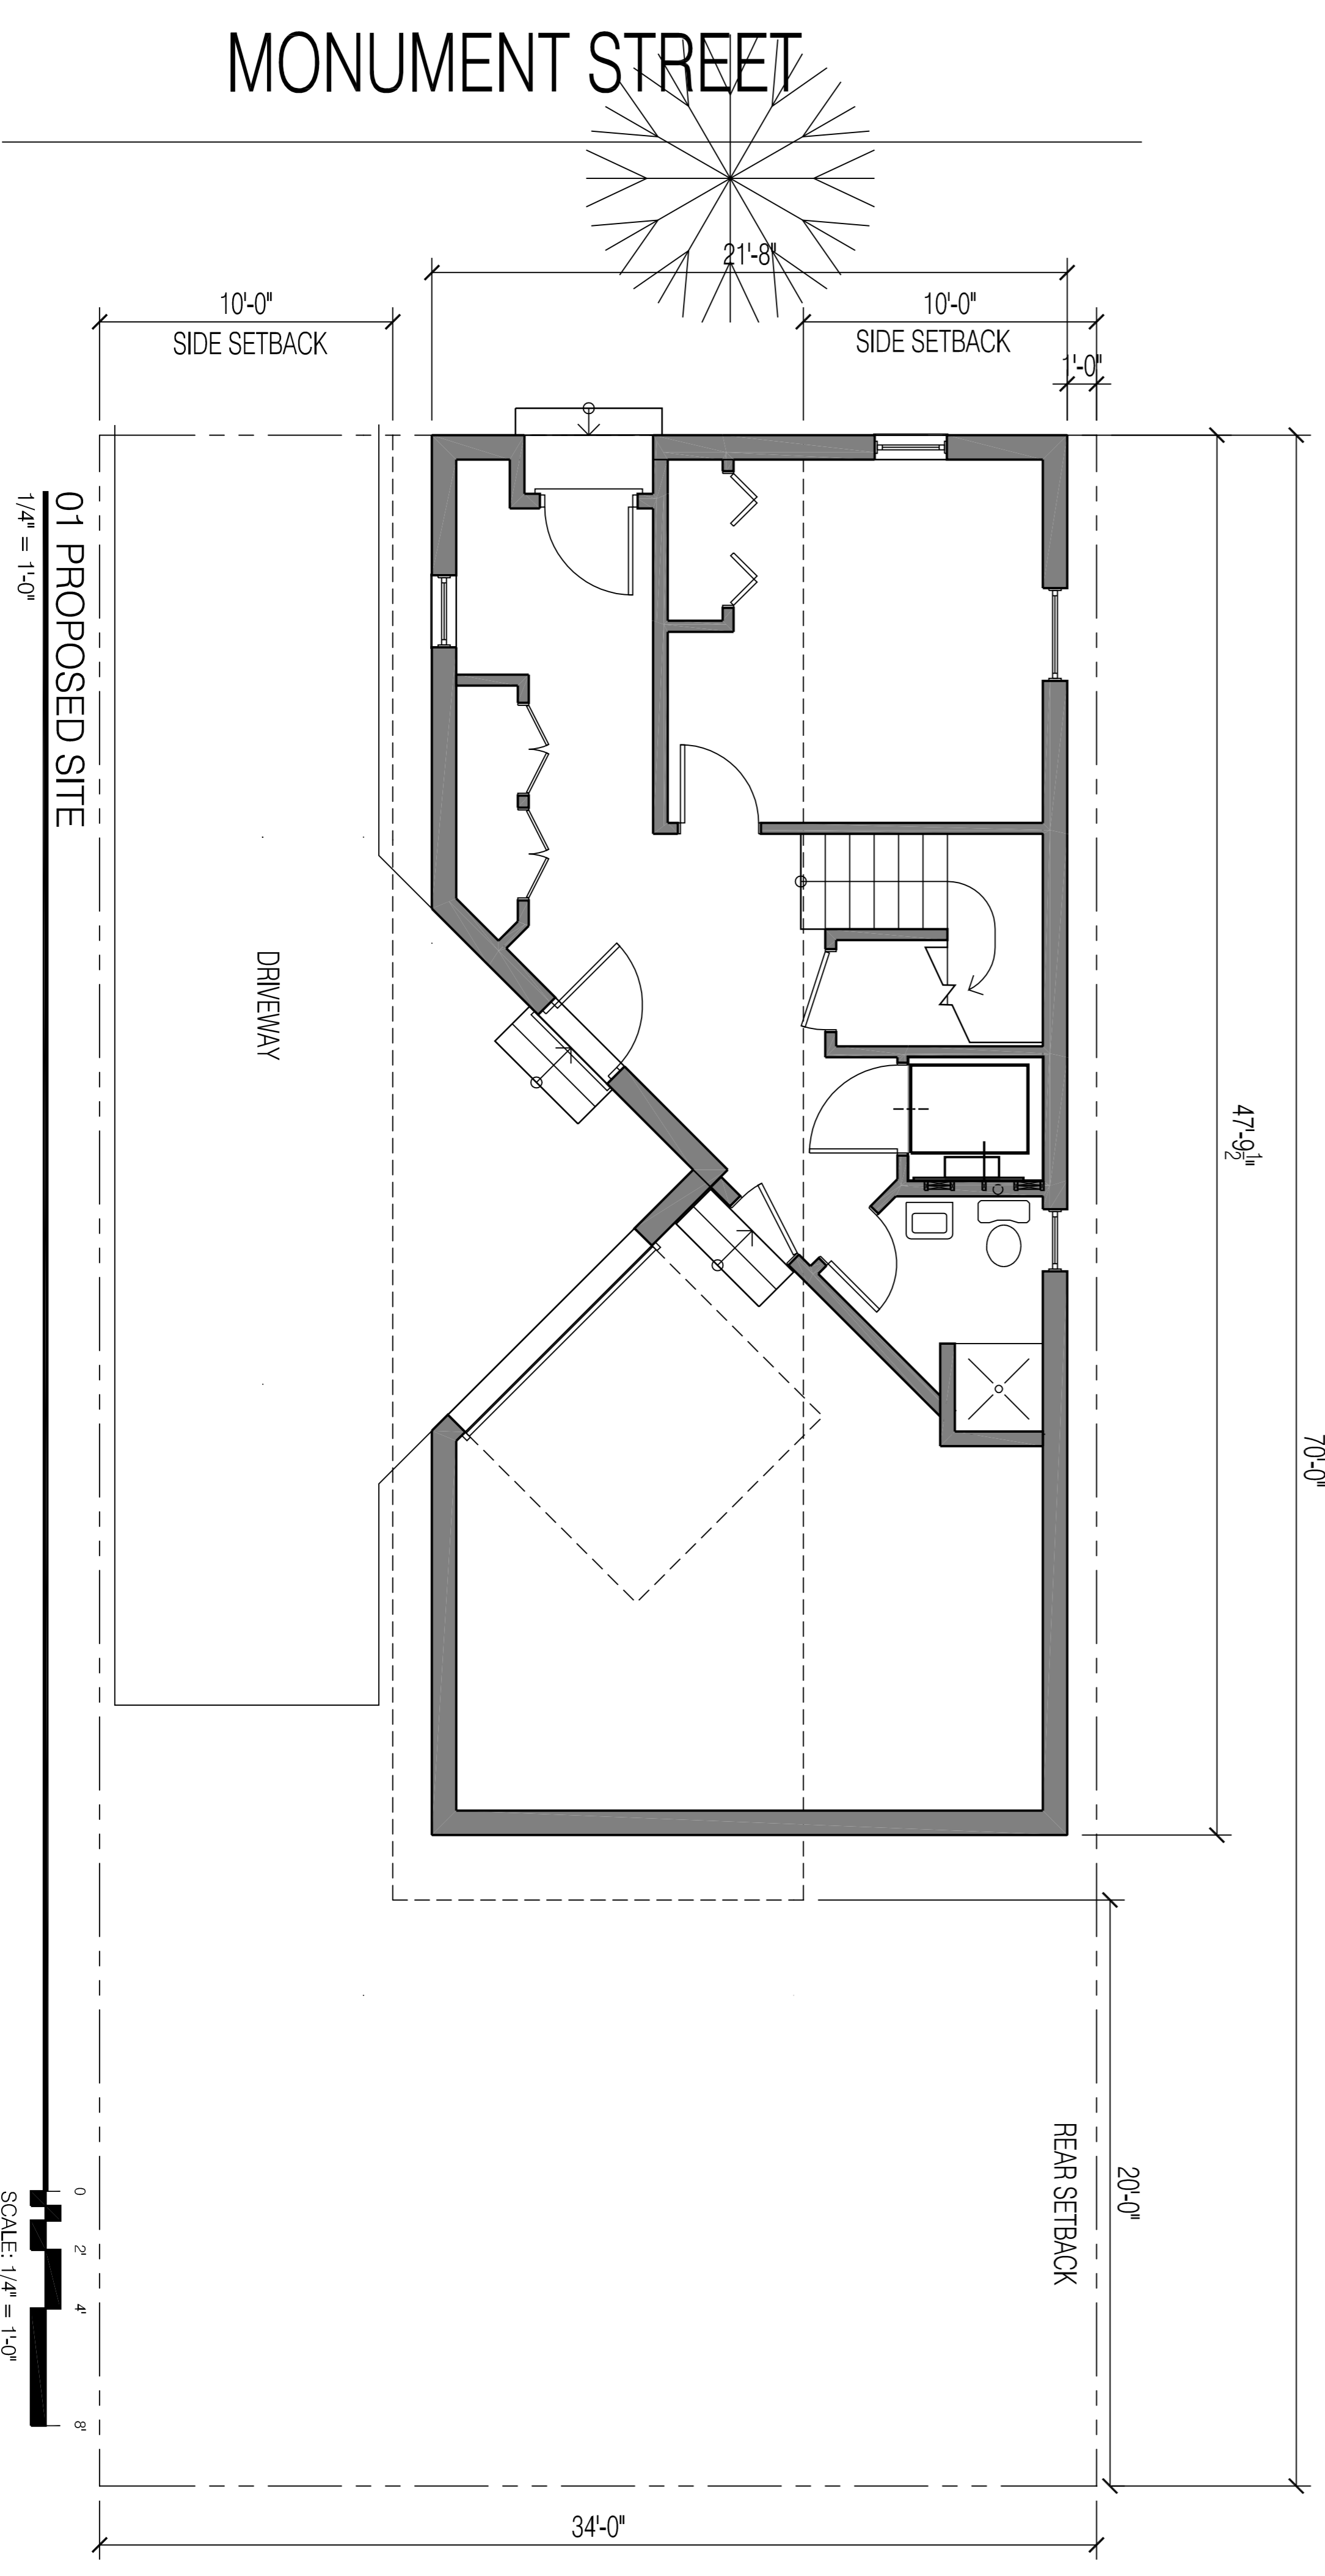 MONUMENT STREET
21'-8"
10'-0"
SIDE SETBACK
10'-0"
SIDE SETBACK
1'-0"
01 PROPOSED SITE
1/4" = 1'-0"
DRIVEWAY
47'-9 1/2"
70'-0"
REAR SETBACK
20'-0"
0 2' 4' 8'
SCALE: 1/4" = 1'-0"
34'-0"